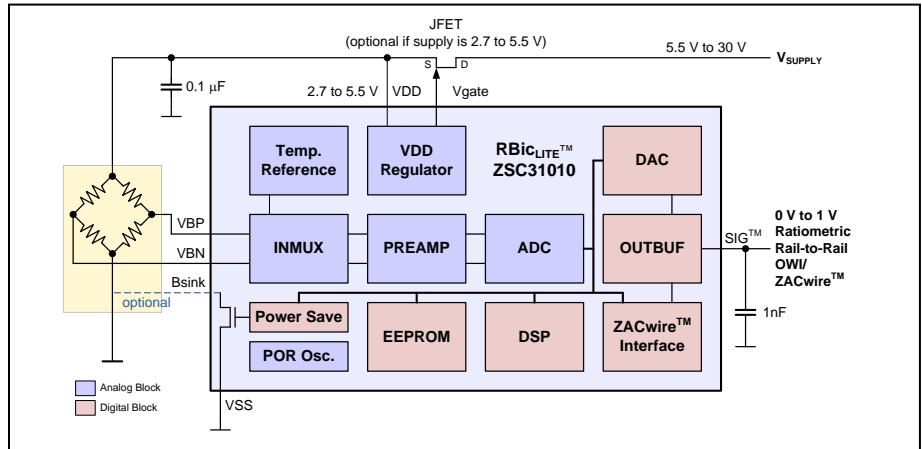 JFET
(optional if supply is 2.7 to 5.5 V)
5.5 V to 30 V
VSUPPLY
S
D
0.1 µF
2.7 to 5.5 V
VDD
Vgate
Temp.
Reference
VDD
Regulator
RBicLITE™
ZSC31010
DAC
VBP
VBN
INMUX
PREAMP
ADC
OUTBUF
SIG™
0 V to 1 V
Ratiometric
Rail-to-Rail
OWI/
ZACwire™
Bsink
optional
Power Save
EEPROM
DSP
ZACwire™
Interface
1nF
POR Osc.
Analog Block
Digital Block
VSS